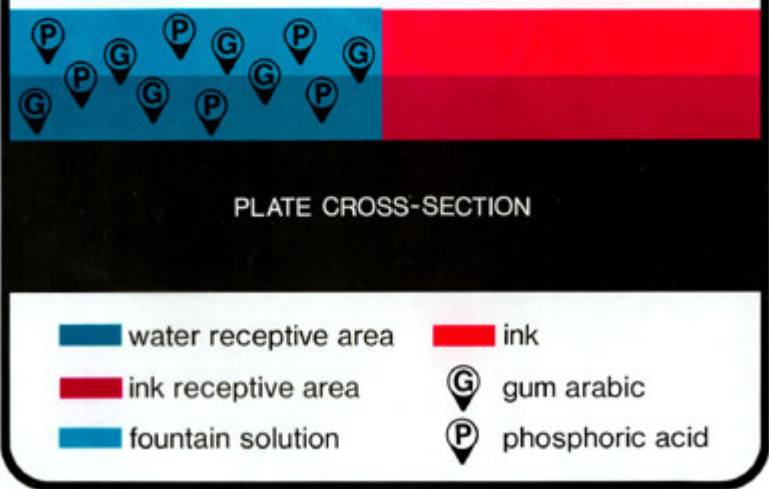 P P P
G G G
P G
G G P P
PLATE CROSS-SECTION
water receptive area ink
ink receptive area G gum arabic
fountain solution P phosphoric acid